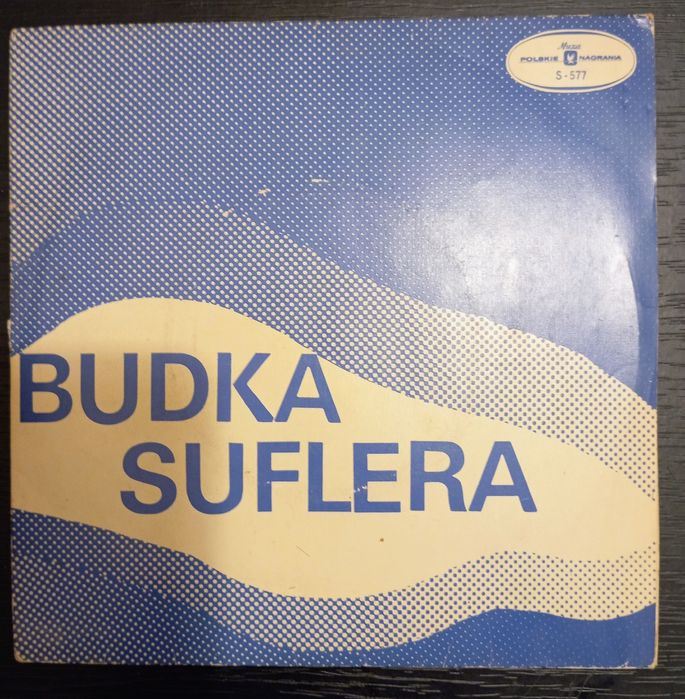 Muza
POLSKIE NAGRANIA
S-577
BUDKA
SUFLERA